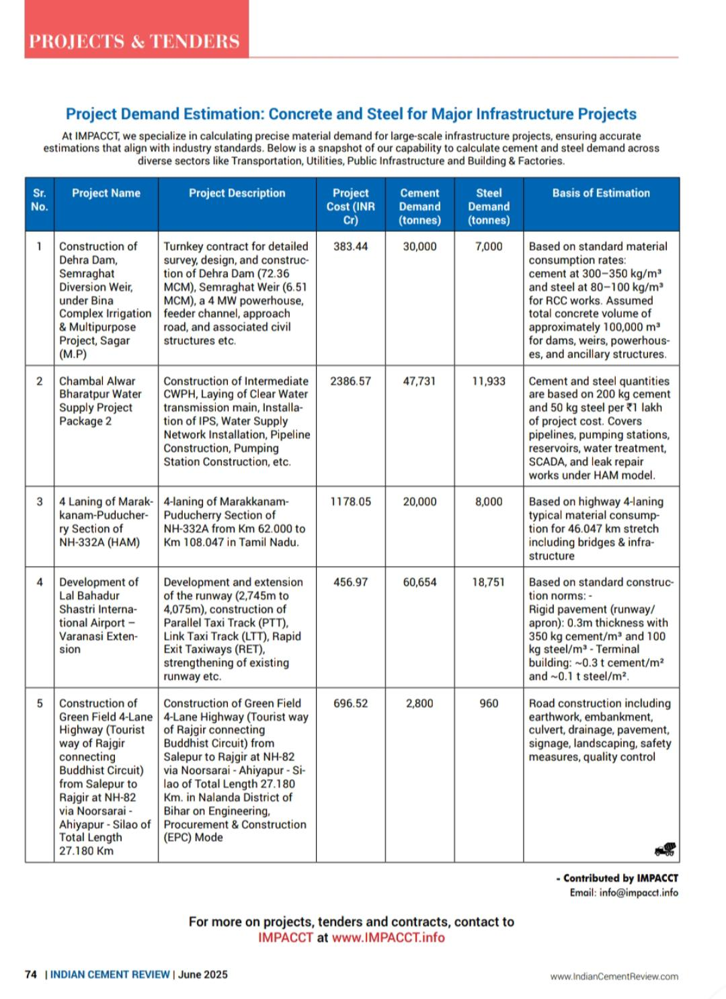 PROJECTS & TENDERS
Project Demand Estimation: Concrete and Steel for Major Infrastructure Projects
At IMPACCT, we specialize in calculating precise material demand for large-scale infrastructure projects, ensuring accurate
estimations that align with industry standards. Below is a snapshot of our capability to calculate cement and steel demand across
diverse sectors like Transportation, Utilities, Public Infrastructure and Building & Factories.
Sr.
No.
Project Name
Project Description
Project
Cost (INR
Cr)
Cement
Demand
(tonnes)
Steel
Demand
(tonnes)
Basis of Estimation
1
Construction of
Dehra Dam,
Semraghat
Diversion Weir,
under Bina
Complex Irrigation
& Multipurpose
Project, Sagar
(M.P)
Turnkey contract for detailed
survey, design, and construc-
tion of Dehra Dam (72.36
MCM), Semraghat Weir (6.51
MCM), a 4 MW powerhouse,
feeder channel, approach
road, and associated civil
structures etc.
383.44
30,000
7,000
Based on standard material
consumption rates:
cement at 300–350 kg/m³
and steel at 80–100 kg/m³
for RCC works. Assumed
total concrete volume of
approximately 100,000 m³
for dams, weirs, powerhous-
es, and ancillary structures.
2
Chambal Alwar
Bharatpur Water
Supply Project
Package 2
Construction of Intermediate
CWPH, Laying of Clear Water
transmission main, Installa-
tion of IPS, Water Supply
Network Installation, Pipeline
Construction, Pumping
Station Construction, etc.
2386.57
47,731
11,933
Cement and steel quantities
are based on 200 kg cement
and 50 kg steel per ₹1 lakh
of project cost. Covers
pipelines, pumping stations,
reservoirs, water treatment,
SCADA, and leak repair
works under HAM model.
3
4 Laning of Marak-
kanam-Puducher-
ry Section of
NH-332A (HAM)
4-laning of Marakkanam-
Puducherry Section of
NH-332A from Km 62.000 to
Km 108.047 in Tamil Nadu.
1178.05
20,000
8,000
Based on highway 4-laning
typical material consump-
tion for 46.047 km stretch
including bridges & infra-
structure
4
Development of
Lal Bahadur
Shastri Interna-
tional Airport –
Varanasi Exten-
sion
Development and extension
of the runway (2,745m to
4,075m), construction of
Parallel Taxi Track (PTT),
Link Taxi Track (LTT), Rapid
Exit Taxiways (RET),
strengthening of existing
runway etc.
456.97
60,654
18,751
Based on standard construc-
tion norms: -
Rigid pavement (runway/
apron): 0.3m thickness with
350 kg cement/m³ and 100
kg steel/m³ - Terminal
building: ~0.3 t cement/m²
and ~0.1 t steel/m².
5
Construction of
Green Field 4-Lane
Highway (Tourist
way of Rajgir
connecting
Buddhist Circuit)
from Salepur to
Rajgir at NH-82
via Noorsarai -
Ahiyapur - Silao of
Total Length
27.180 Km
Construction of Green Field
4-Lane Highway (Tourist way
of Rajgir connecting
Buddhist Circuit) from
Salepur to Rajgir at NH-82
via Noorsarai - Ahiyapur - Si-
lao of Total Length 27.180
Km. in Nalanda District of
Bihar on Engineering,
Procurement & Construction
(EPC) Mode
696.52
2,800
960
Road construction including
earthwork, embankment,
culvert, drainage, pavement,
signage, landscaping, safety
measures, quality control
- Contributed by IMPACCT
Email: info@impacct.info
For more on projects, tenders and contracts, contact to
IMPACCT at www.IMPACCT.info
74 | INDIAN CEMENT REVIEW | June 2025
www.IndianCementReview.com